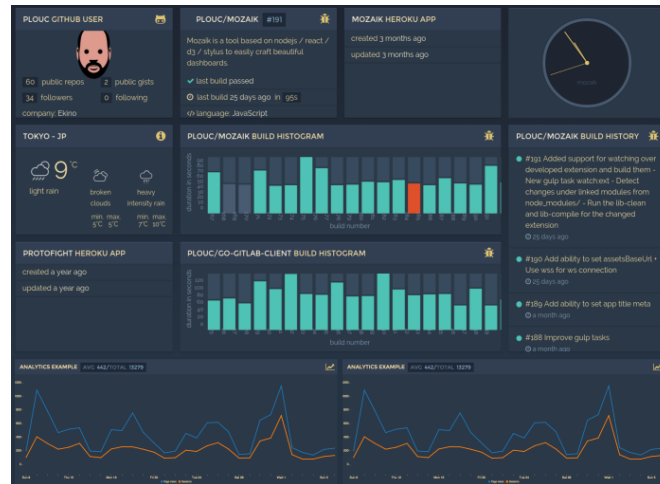 PLOUC GITHUB USER
60 public repos
2 public gists
34 followers
0 following
company: Ekino
PLOUC/MOZAIK #191
Mozaik is a tool based on nodejs / react /
d3 / stylus to easily craft beautiful
dashboards.
last build passed
last build 25 days ago in 95s
</> language: JavaScript
MOZAIK HEROKU APP
created 3 months ago
updated 3 months ago
mozaik
TOKYO - JP
9 °C
light rain
broken
clouds
min. max.
5°C 5°C
heavy
intensity rain
min. max.
7°C 10°C
PLOUC/MOZAIK BUILD HISTOGRAM
duration in seconds
build number
PLOUC/MOZAIK BUILD HISTORY
#191 Added support for watching over
developed extension and build them -
New gulp task watch:ext - Detect
changes under linked modules from
node_modules/ - Run the lib-clean
and lib-compile for the changed
extension
25 days ago
#190 Add ability to set assetsBaseUrl +
Use wss for ws connection
25 days ago
#189 Add ability to set app title meta
a month ago
#188 Improve gulp tasks
a month ago
PROTOFIGHT HEROKU APP
created a year ago
updated a year ago
PLOUC/GO-GITLAB-CLIENT BUILD HISTOGRAM
duration in seconds
build number
ANALYTICS EXAMPLE AVG 442/TOTAL 13279
ANALYTICS EXAMPLE AVG 442/TOTAL 13279